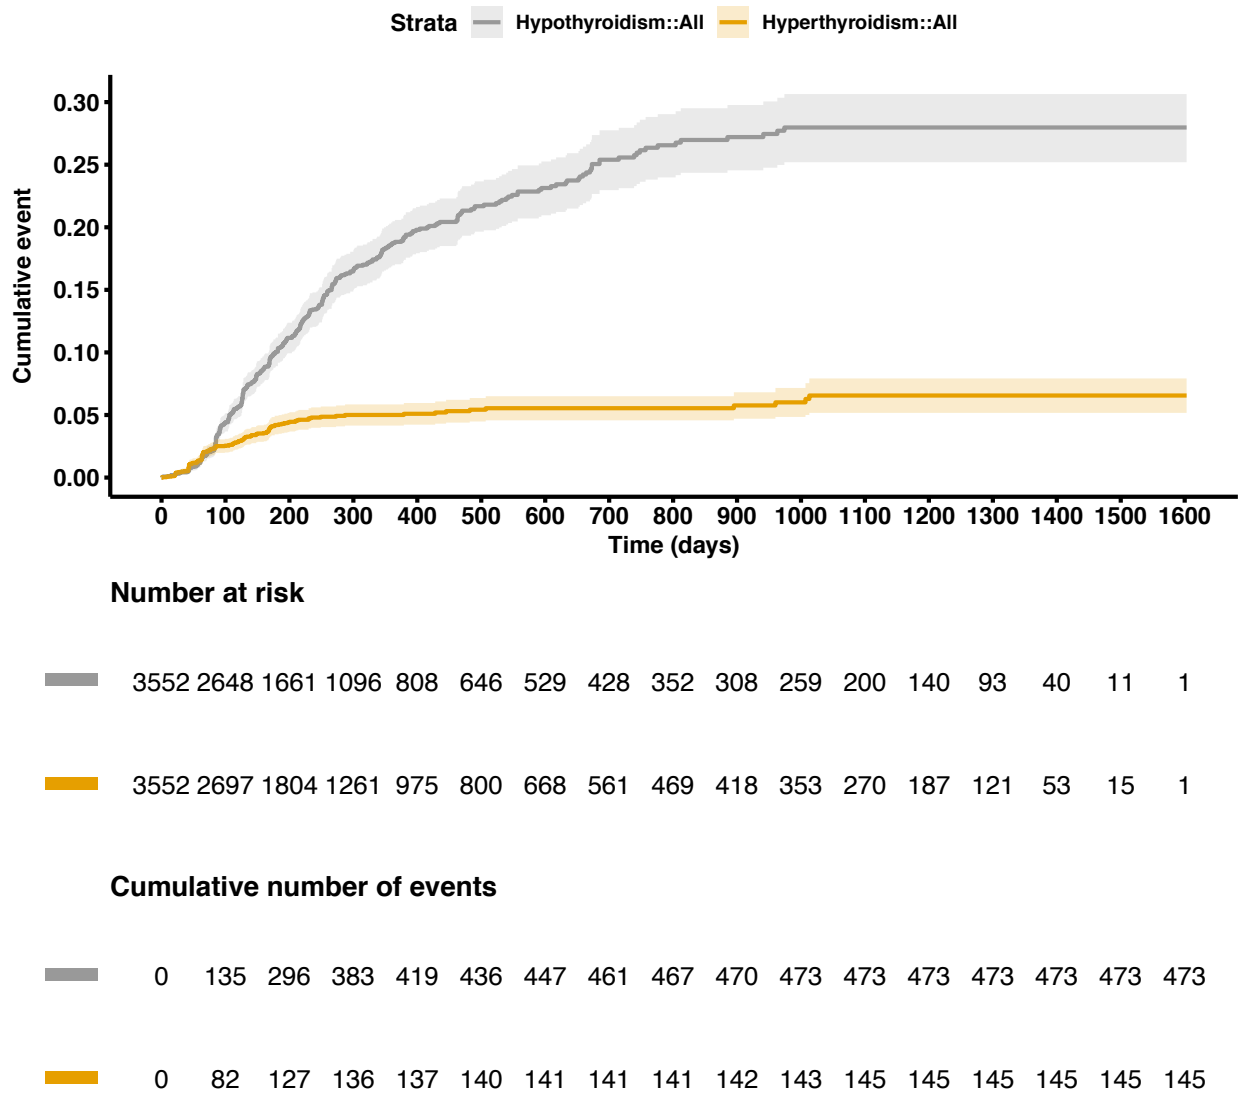 Strata Hypothyroidism::All Hyperthyroidism::All
0.30
0.25
0.20
0.15
0.10
0.05
0.00
Cumulative event
0 100 200 300 400 500 600 700 800 900 1000 1100 1200 1300 1400 1500 1600
Time (days)
Number at risk
3552 2648 1661 1096 808 646 529 428 352 308 259 200 140 93 40 11 1
3552 2697 1804 1261 975 800 668 561 469 418 353 270 187 121 53 15 1
Cumulative number of events
0 135 296 383 419 436 447 461 467 470 473 473 473 473 473 473 473
0 82 127 136 137 140 141 141 141 142 143 145 145 145 145 145 145